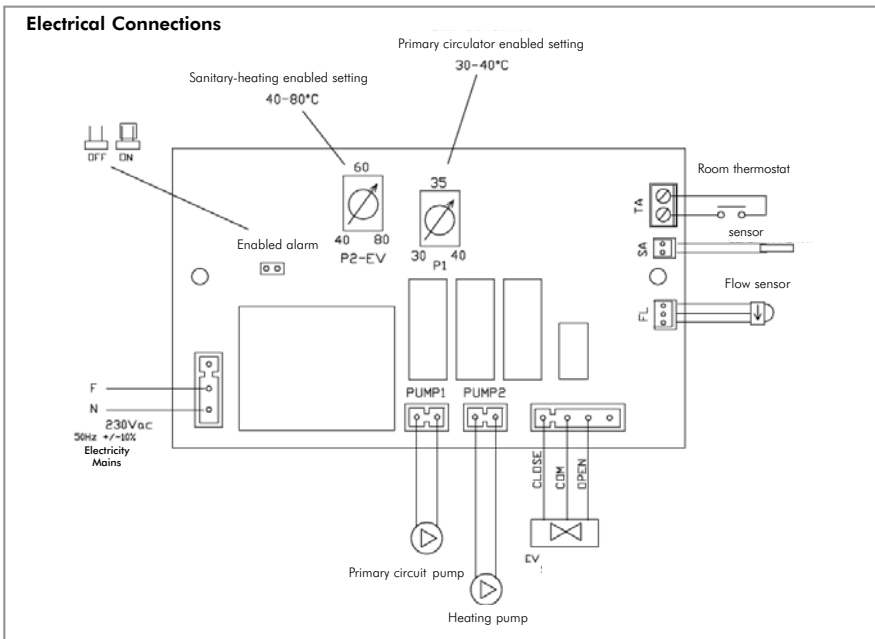 Electrical Connections
Primary circulator enabled setting
30-40°C
Sanitary-heating enabled setting
40-80°C
OFF ON
60
35
Room thermostat
TA
Enabled alarm
40 80
P2-EV
30 40
P1
SA
sensor
Flow sensor
FL
PUMP1 PUMP2
F
N
230Vac
50Hz +/-10%
Electricity
Mains
CLOSE
COM
OPEN
EV
Primary circuit pump
Heating pump